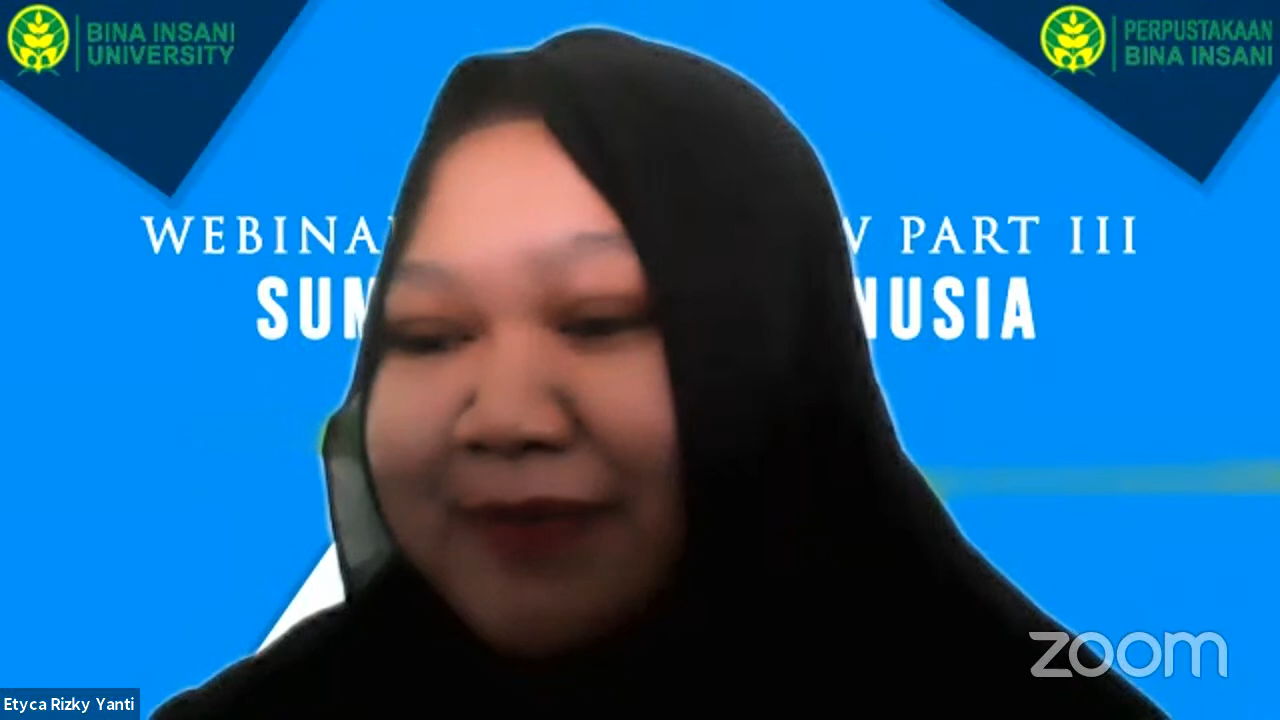 BINA INSANI
UNIVERSITY
PERPUSTAKAAN
BINA INSANI
WEBINA
W PART III
SUM
NUSIA
zoom
Etyca Rizky Yanti